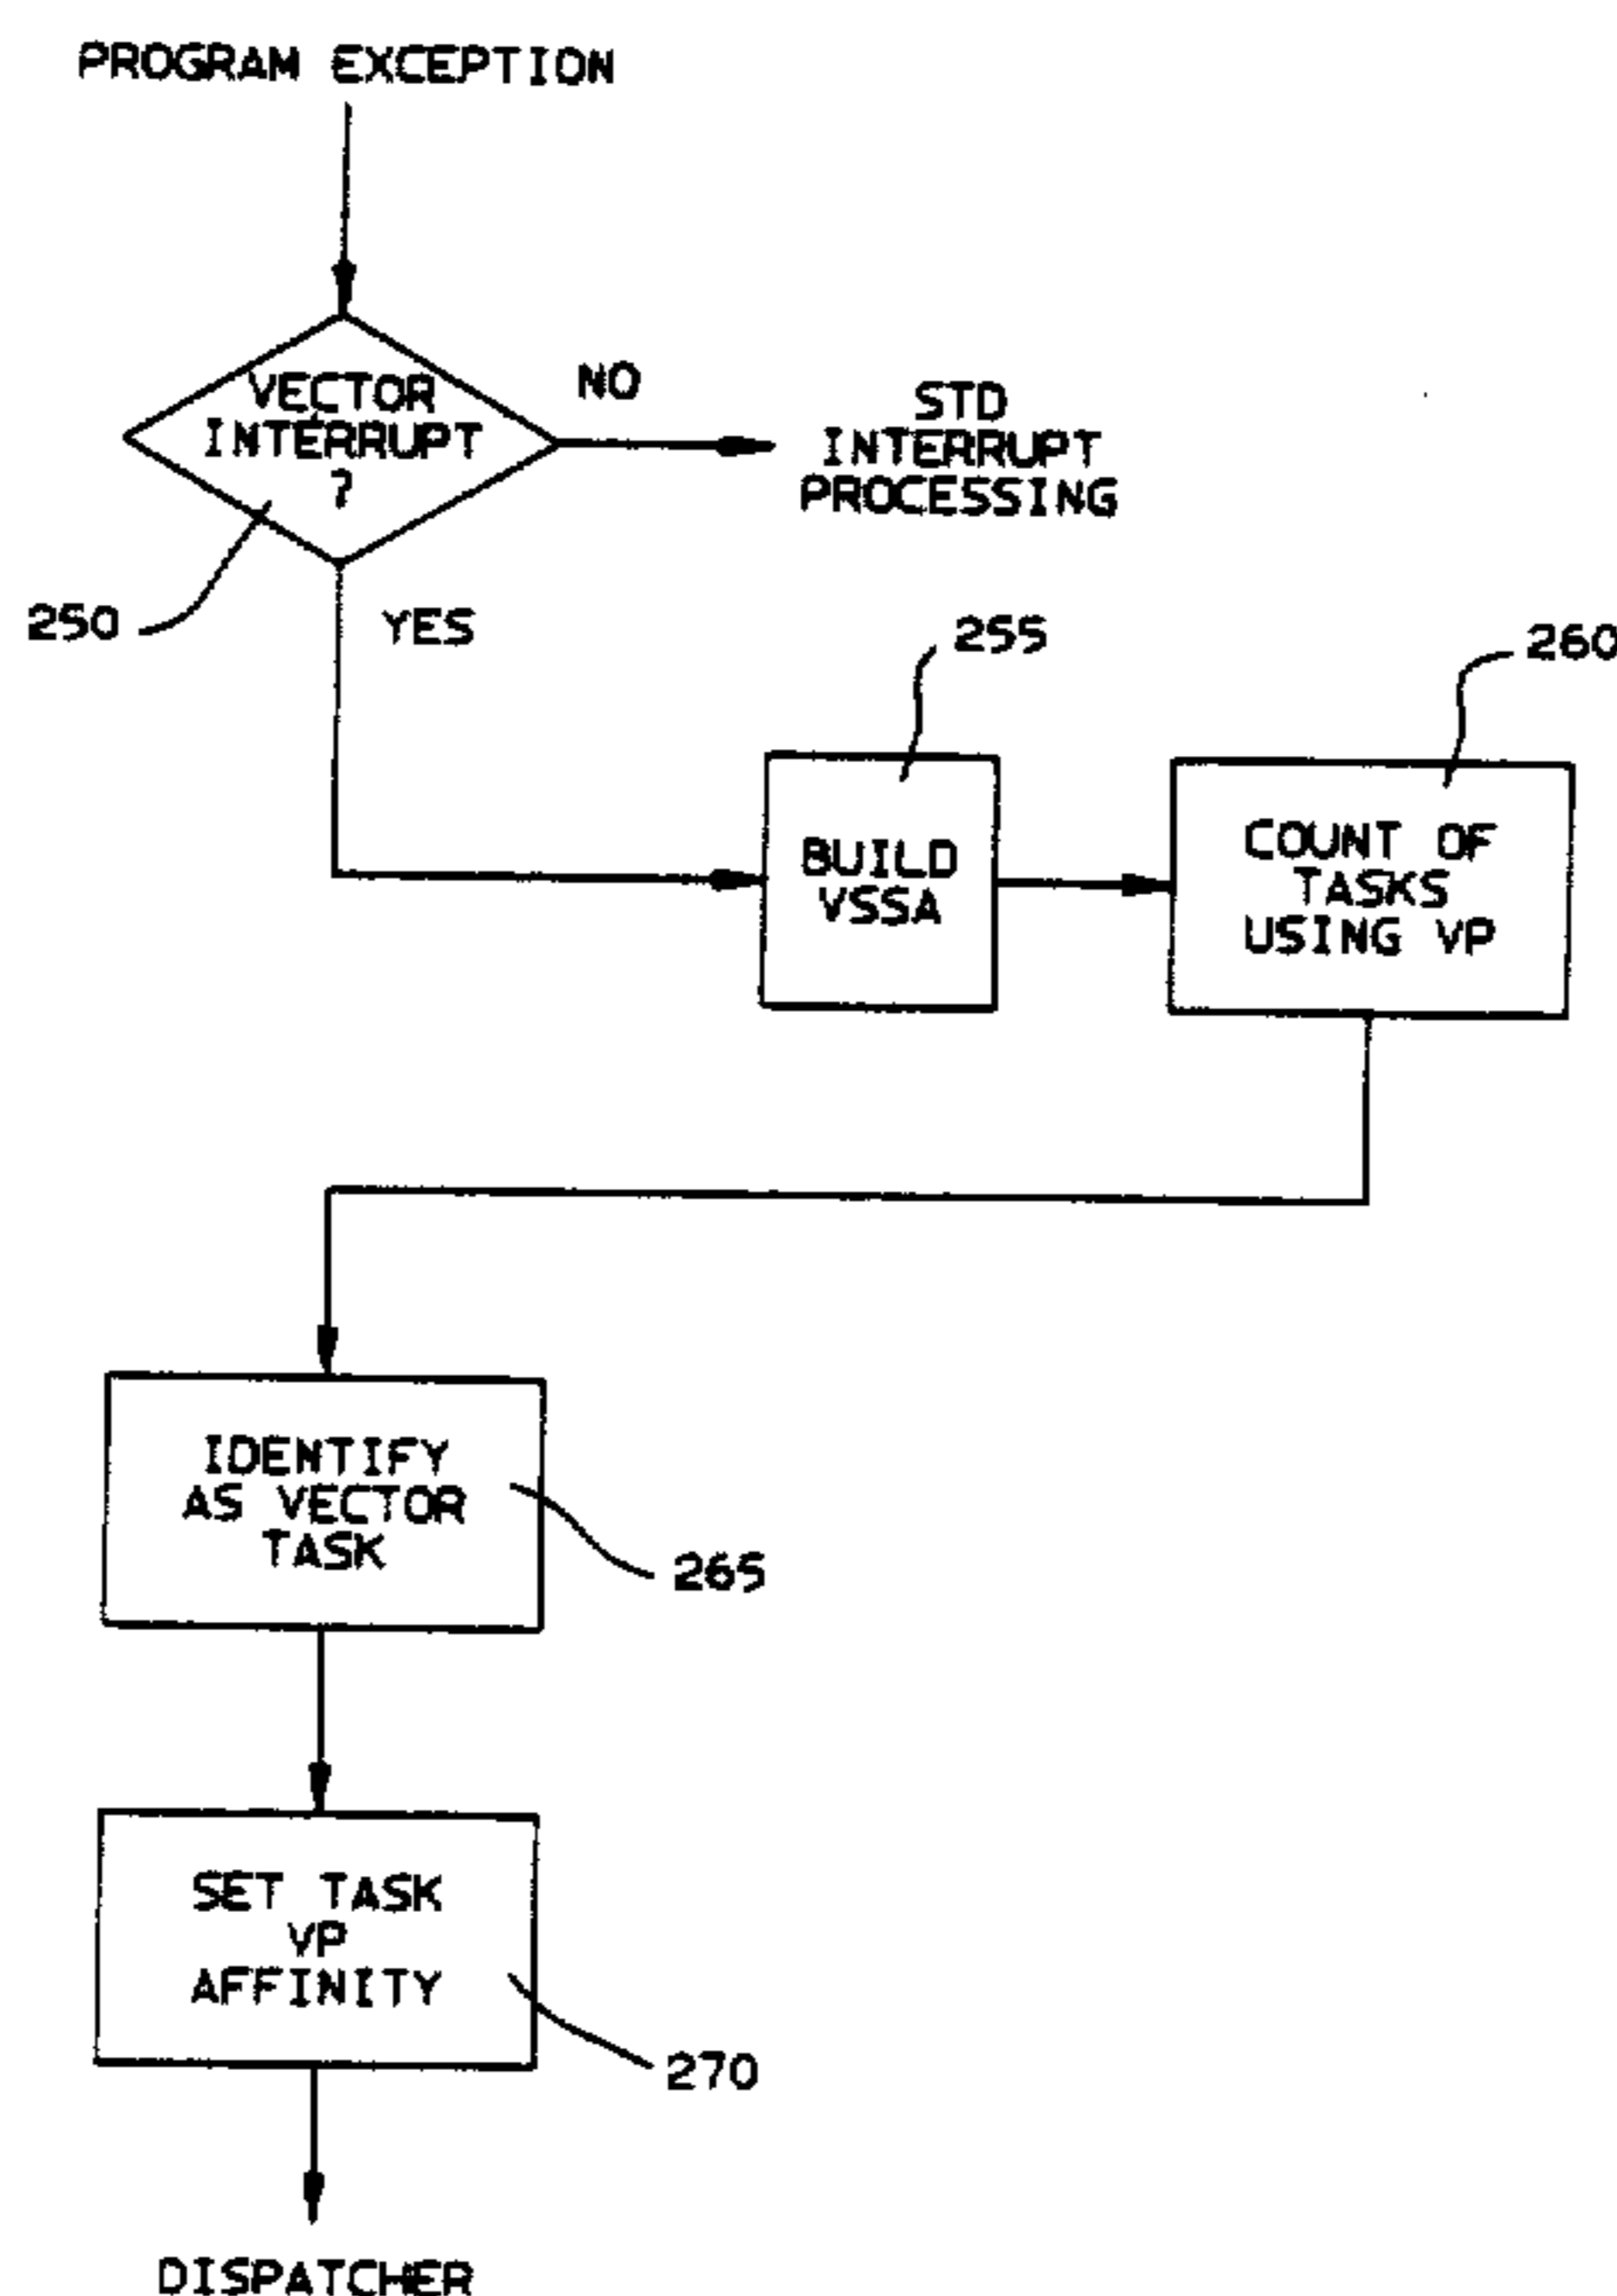 PROGRAM EXCEPTION
VECTOR
INTERRUPT
?
NO
STD
INTERRUPT
PROCESSING
250
YES
255
260
BUILD
VSSA
COUNT OF
TASKS
USING VP
IDENTIFY
AS VECTOR
TASK
265
SET TASK
VP
AFFINITY
270
DISPATCHER